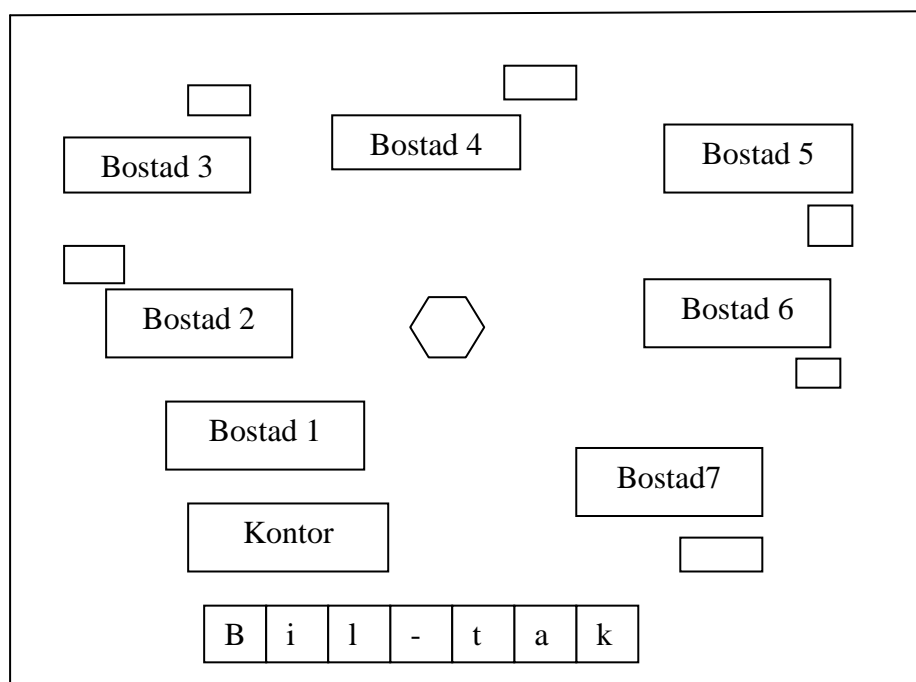 Bostad 4
Bostad 3
Bostad 5
Bostad 2
Bostad 6
Bostad 1
Bostad7
Kontor
B i l - t a k